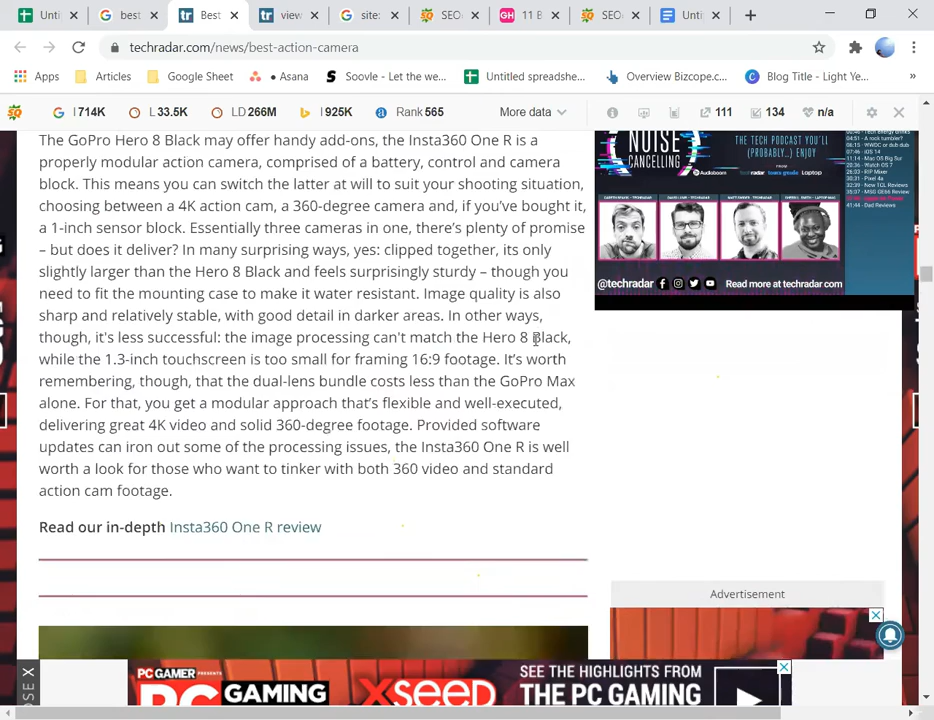 Unti
best
Best
view
site:
SEO
11 B
SEO:
Unti
techradar.com/news/best-action-camera
Apps
Articles
Google Sheet
Asana
Soovle - Let the we...
Untitled spreadshe...
Overview Bizcope.c...
Blog Title - Light Ye...
I 714K
L 33.5K
LD 266M
I 925K
Rank 565
More data
111
134
n/a
The GoPro Hero 8 Black may offer handy add-ons, the Insta360 One R is a
properly modular action camera, comprised of a battery, control and camera
block. This means you can switch the latter at will to suit your shooting situation,
choosing between a 4K action cam, a 360-degree camera and, if you've bought it,
a 1-inch sensor block. Essentially three cameras in one, there's plenty of promise
– but does it deliver? In many surprising ways, yes: clipped together, its only
slightly larger than the Hero 8 Black and feels surprisingly sturdy – though you
need to fit the mounting case to make it water resistant. Image quality is also
sharp and relatively stable, with good detail in darker areas. In other ways,
though, it's less successful: the image processing can't match the Hero 8 Black,
while the 1.3-inch touchscreen is too small for framing 16:9 footage. It's worth
remembering, though, that the dual-lens bundle costs less than the GoPro Max
alone. For that, you get a modular approach that's flexible and well-executed,
delivering great 4K video and solid 360-degree footage. Provided software
updates can iron out some of the processing issues, the Insta360 One R is well
worth a look for those who want to tinker with both 360 video and standard
action cam footage.
Read our in-depth Insta360 One R review
NOISE
CANCELLING
THE TECH PODCAST YOU'LL
(PROBABLY..) ENJOY
@techradar
Read more at techradar.com
Advertisement
PC GAMER PRESENTS
PC GAMING
XSEED
SEE THE HIGHLIGHTS FROM
THE PC GAMING
OSE X